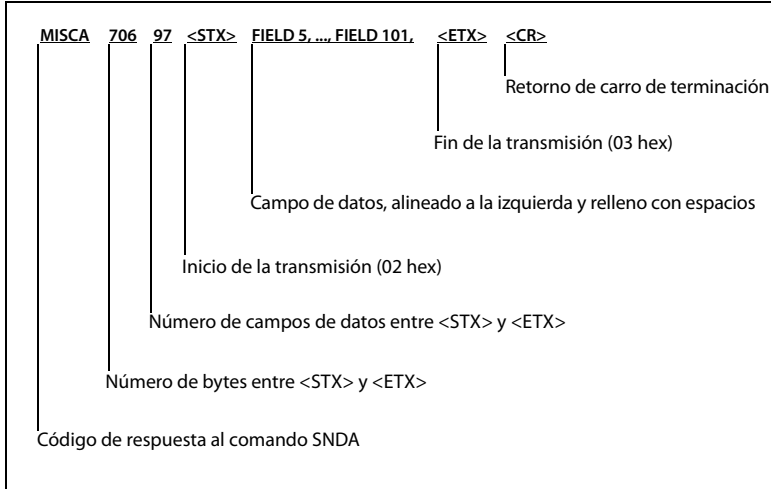 MISCA 706 97 <STX> FIELD 5, ..., FIELD 101, <ETX> <CR>
Retorno de carro de terminación
Fin de la transmisión (03 hex)
Campo de datos, alineado a la izquierda y relleno con espacios
Inicio de la transmisión (02 hex)
Número de campos de datos entre <STX> y <ETX>
Número de bytes entre <STX> y <ETX>
Código de respuesta al comando SNDA